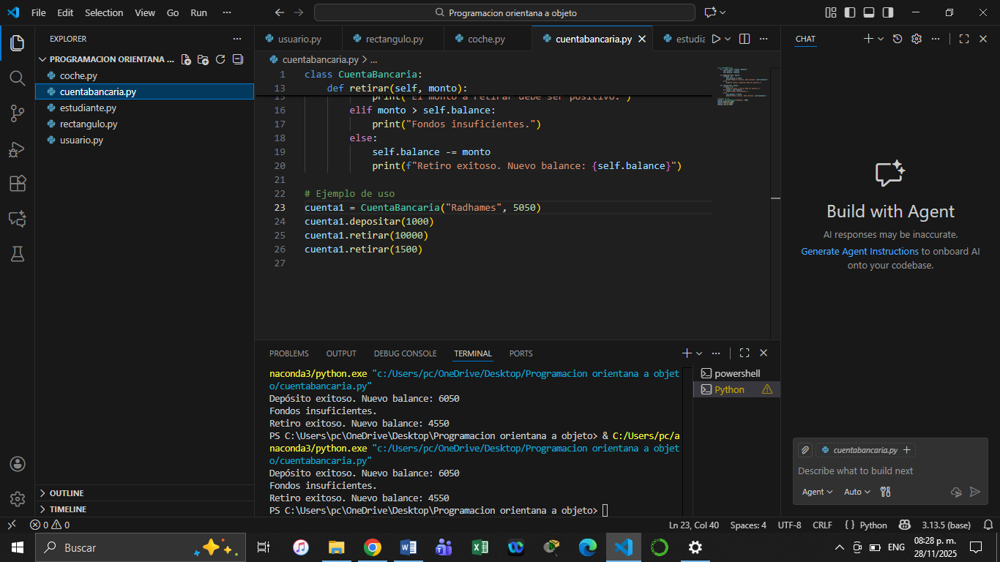 File Edit Selection View Go Run ···
Programacion orientana a objeto
EXPLORER
PROGRAMACION ORIENTANA ...
coche.py
cuentabancaria.py
estudiante.py
rectangulo.py
usuario.py
OUTLINE
TIMELINE
usuario.py rectangulo.py coche.py cuentabancaria.py estudia
cuentabancaria.py > ...
1 class CuentaBancaria:
13 def retirar(self, monto):
15 print("El monto a retirar debe ser positivo.")
16 elif monto > self.balance:
17 print("Fondos insuficientes.")
18 else:
19 self.balance -= monto
20 print(f"Retiro exitoso. Nuevo balance: {self.balance}")
21
22 # Ejemplo de uso
23 cuenta1 = CuentaBancaria("Radhames", 5050)
24 cuenta1.depositar(1000)
25 cuenta1.retirar(10000)
26 cuenta1.retirar(1500)
27
PROBLEMS OUTPUT DEBUG CONSOLE TERMINAL PORTS
naconda3/python.exe "c:/Users/pc/OneDrive/Desktop/Programacion orientana a objet
o/cuentabancaria.py"
Depósito exitoso. Nuevo balance: 6050
Fondos insuficientes.
Retiro exitoso. Nuevo balance: 4550
PS C:\Users\pc\OneDrive\Desktop\Programacion orientana a objeto> & C:/Users/pc/a
naconda3/python.exe "c:/Users/pc/OneDrive/Desktop/Programacion orientana a objet
o/cuentabancaria.py"
Depósito exitoso. Nuevo balance: 6050
Fondos insuficientes.
Retiro exitoso. Nuevo balance: 4550
PS C:\Users\pc\OneDrive\Desktop\Programacion orientana a objeto>
powershell
Python
CHAT
Build with Agent
AI responses may be inaccurate.
Generate Agent Instructions to onboard AI
onto your codebase.
cuentabancaria.py
Describe what to build next
Agent Auto
0 0
Ln 23, Col 40 Spaces: 4 UTF-8 CRLF { } Python 3.13.5 (base)
Buscar
ENG
08:28 p. m.
28/11/2025